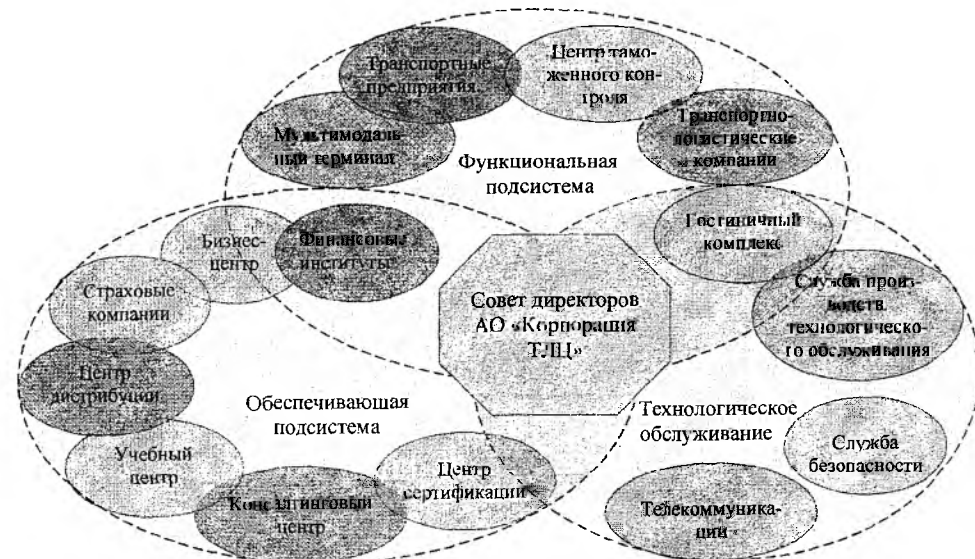 Транспортные
предприятия
Центр тамо-
женного кон-
троля
Мультимодаль-
ный терминал
Транспортно-
логистические
компании
Функциональная
подсистема
Гостиничный
комплекс
Бизнес-
центр
Финансовые
институты
Страховые
компании
Совет директоров
АО «Корпорация
ТЛЦ»
Служба произ-
водств.
технологическо-
го обслуживания
Центр
дистрибуции
Обеспечивающая
подсистема
Технологическое
обслуживание
Учебный
центр
Центр
сертификации
Служба
безопасности
Консалтинговый
центр
Телекоммуника-
ции